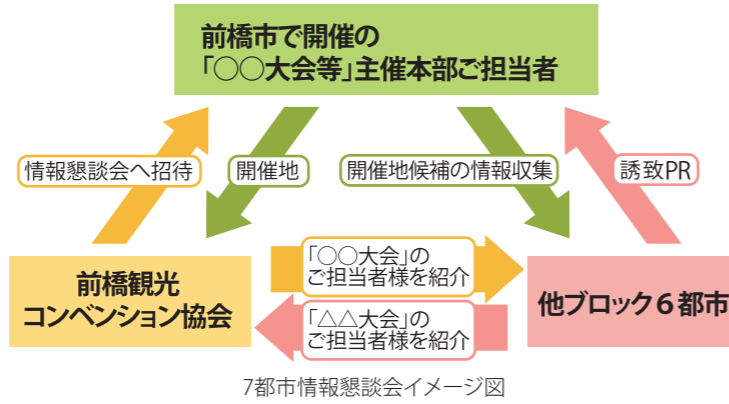 前橋市で開催の
「○○大会等」主催本部ご担当者
情報懇談会へ招待
開催地
開催地候補の情報収集
誘致PR
前橋観光
コンベンション協会
「○○大会」の
ご担当者様を紹介
「△△大会」の
ご担当者様を紹介
他ブロック6都市
7都市情報懇談会イメージ図